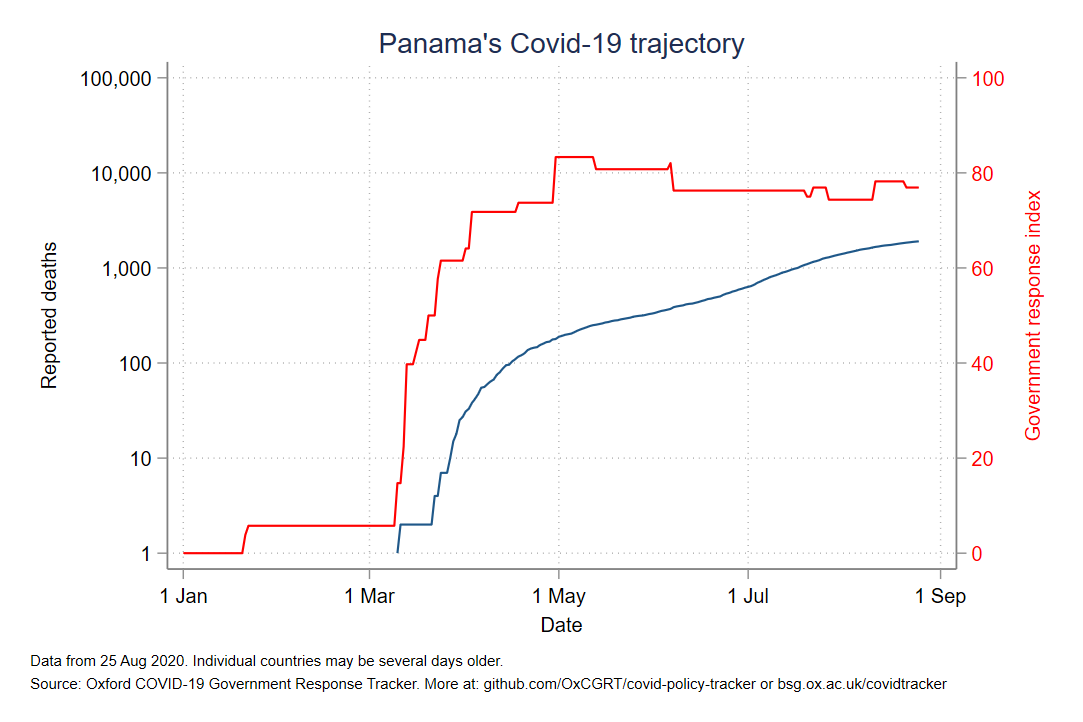 Panama's Covid-19 trajectory
100,000
10,000
1,000
100
10
1
Reported deaths
100
80
60
40
20
0
Government response index
1 Jan
1 Mar
1 May
1 Jul
1 Sep
Date
Data from 25 Aug 2020. Individual countries may be several days older.
Source: Oxford COVID-19 Government Response Tracker. More at: github.com/OxCGRT/covid-policy-tracker or bsg.ox.ac.uk/covidtracker